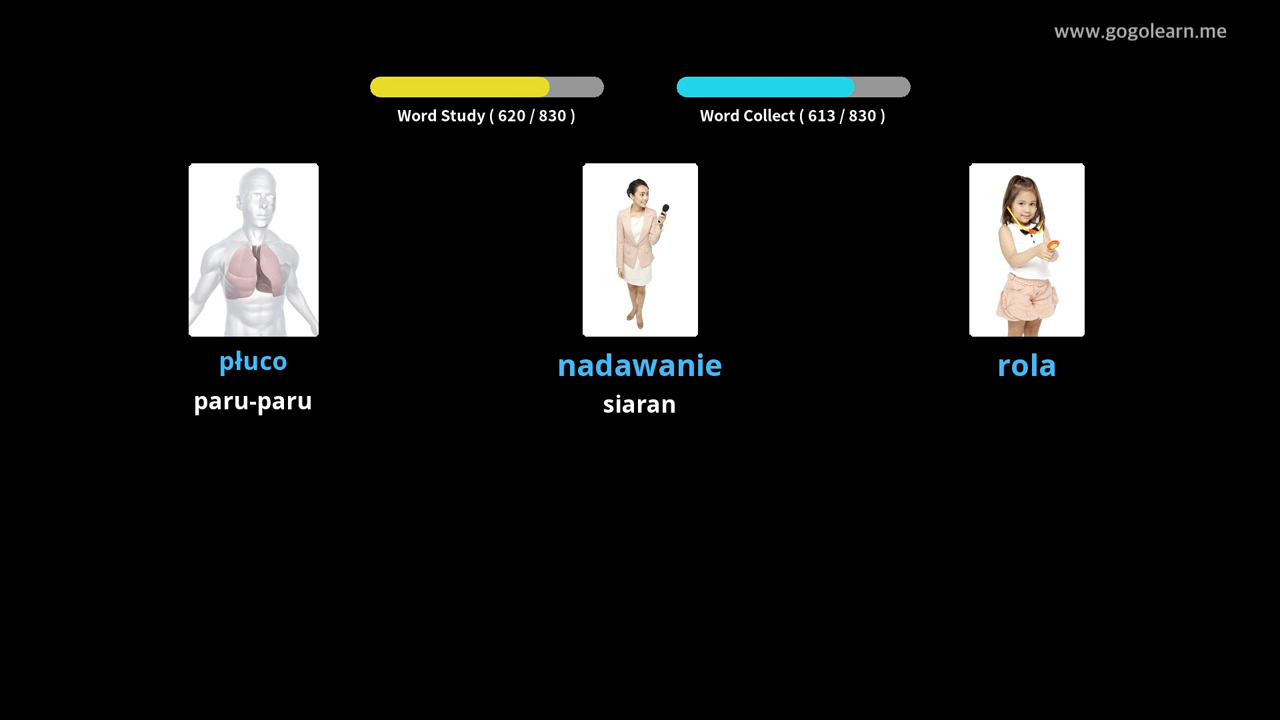 www.gogolearn.me
Word Study ( 620 / 830 )
Word Collect ( 613 / 830 )
płuco
paru-paru
nadawanie
siaran
rola